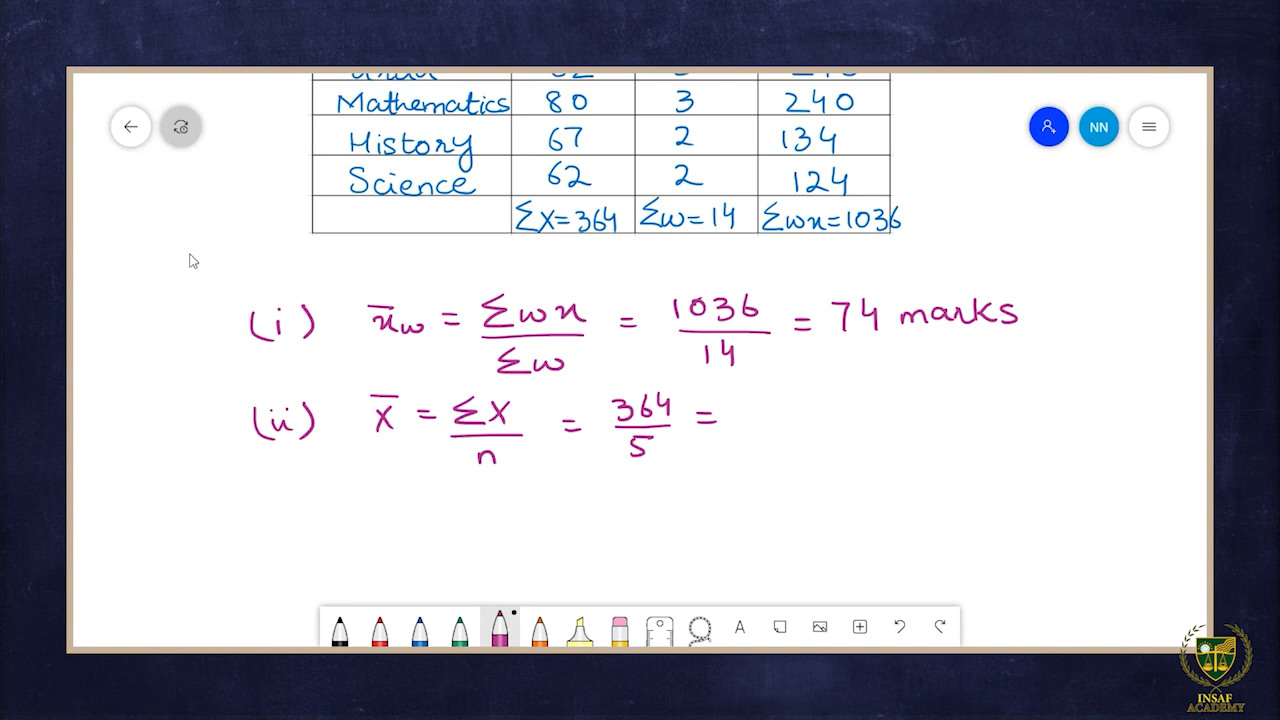 Mathematics 80 3 240
History 67 2 134
Science 62 2 124
ΣX=364 Σw=14 Σwx=1036
NN
(i) x̄w = Σwx / Σw = 1036 / 14 = 74 marks
(ii) X̄ = ΣX / n = 364 / 5 =
A
INSAF
ACADEMY